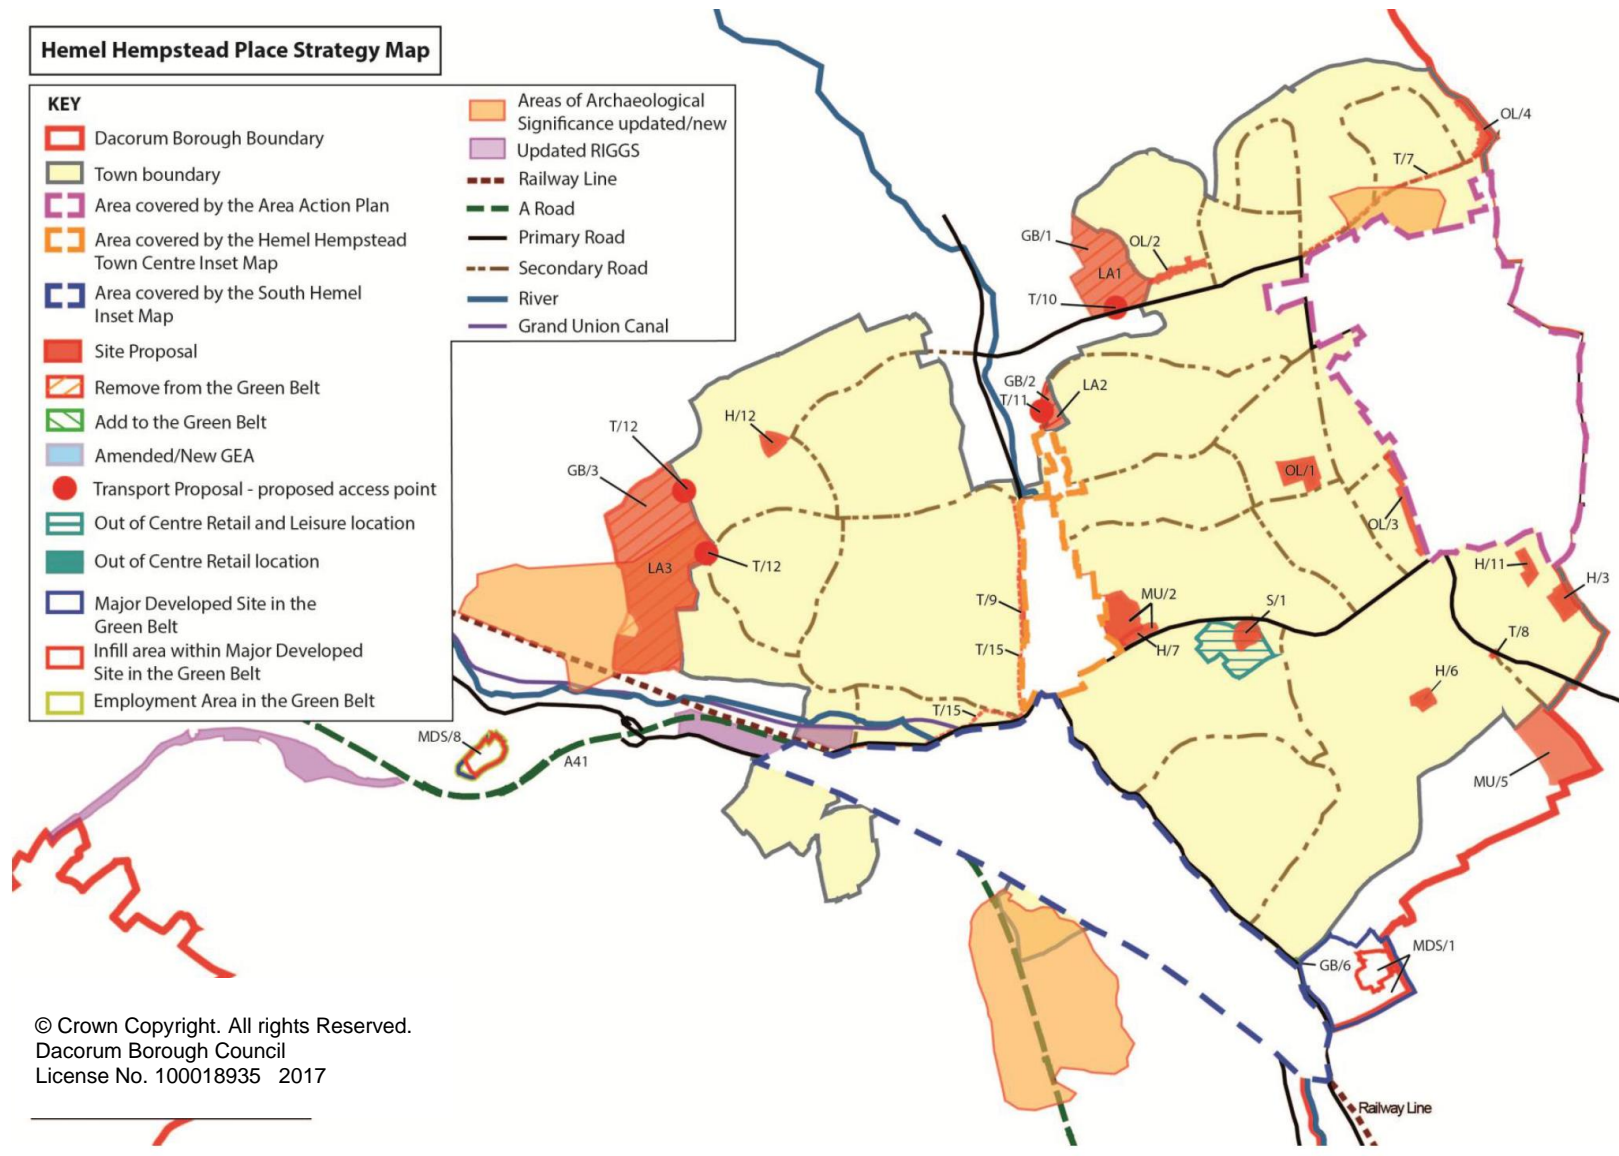 Hemel Hempstead Place Strategy Map
KEY
Dacorum Borough Boundary
Town boundary
Area covered by the Area Action Plan
Area covered by the Hemel Hempstead
Town Centre Inset Map
Area covered by the South Hemel
Inset Map
Site Proposal
Remove from the Green Belt
Add to the Green Belt
Amended/New GEA
Transport Proposal - proposed access point
Out of Centre Retail and Leisure location
Out of Centre Retail location
Major Developed Site in the
Green Belt
Infill area within Major Developed
Site in the Green Belt
Employment Area in the Green Belt
Areas of Archaeological
Significance updated/new
Updated RIGGS
Railway Line
A Road
Primary Road
Secondary Road
River
Grand Union Canal
OL/4
T/7
GB/1
OL/2
LA1
T/10
GB/2
LA2
T/11
H/12
T/12
GB/3
OL/1
OL/3
LA3
T/12
H/11
H/3
T/9
MU/2
S/1
T/15
H/7
T/8
H/6
T/15
MDS/8
A41
MU/5
MDS/1
GB/6
Railway Line
© Crown Copyright. All rights Reserved.
Dacorum Borough Council
License No. 100018935 2017